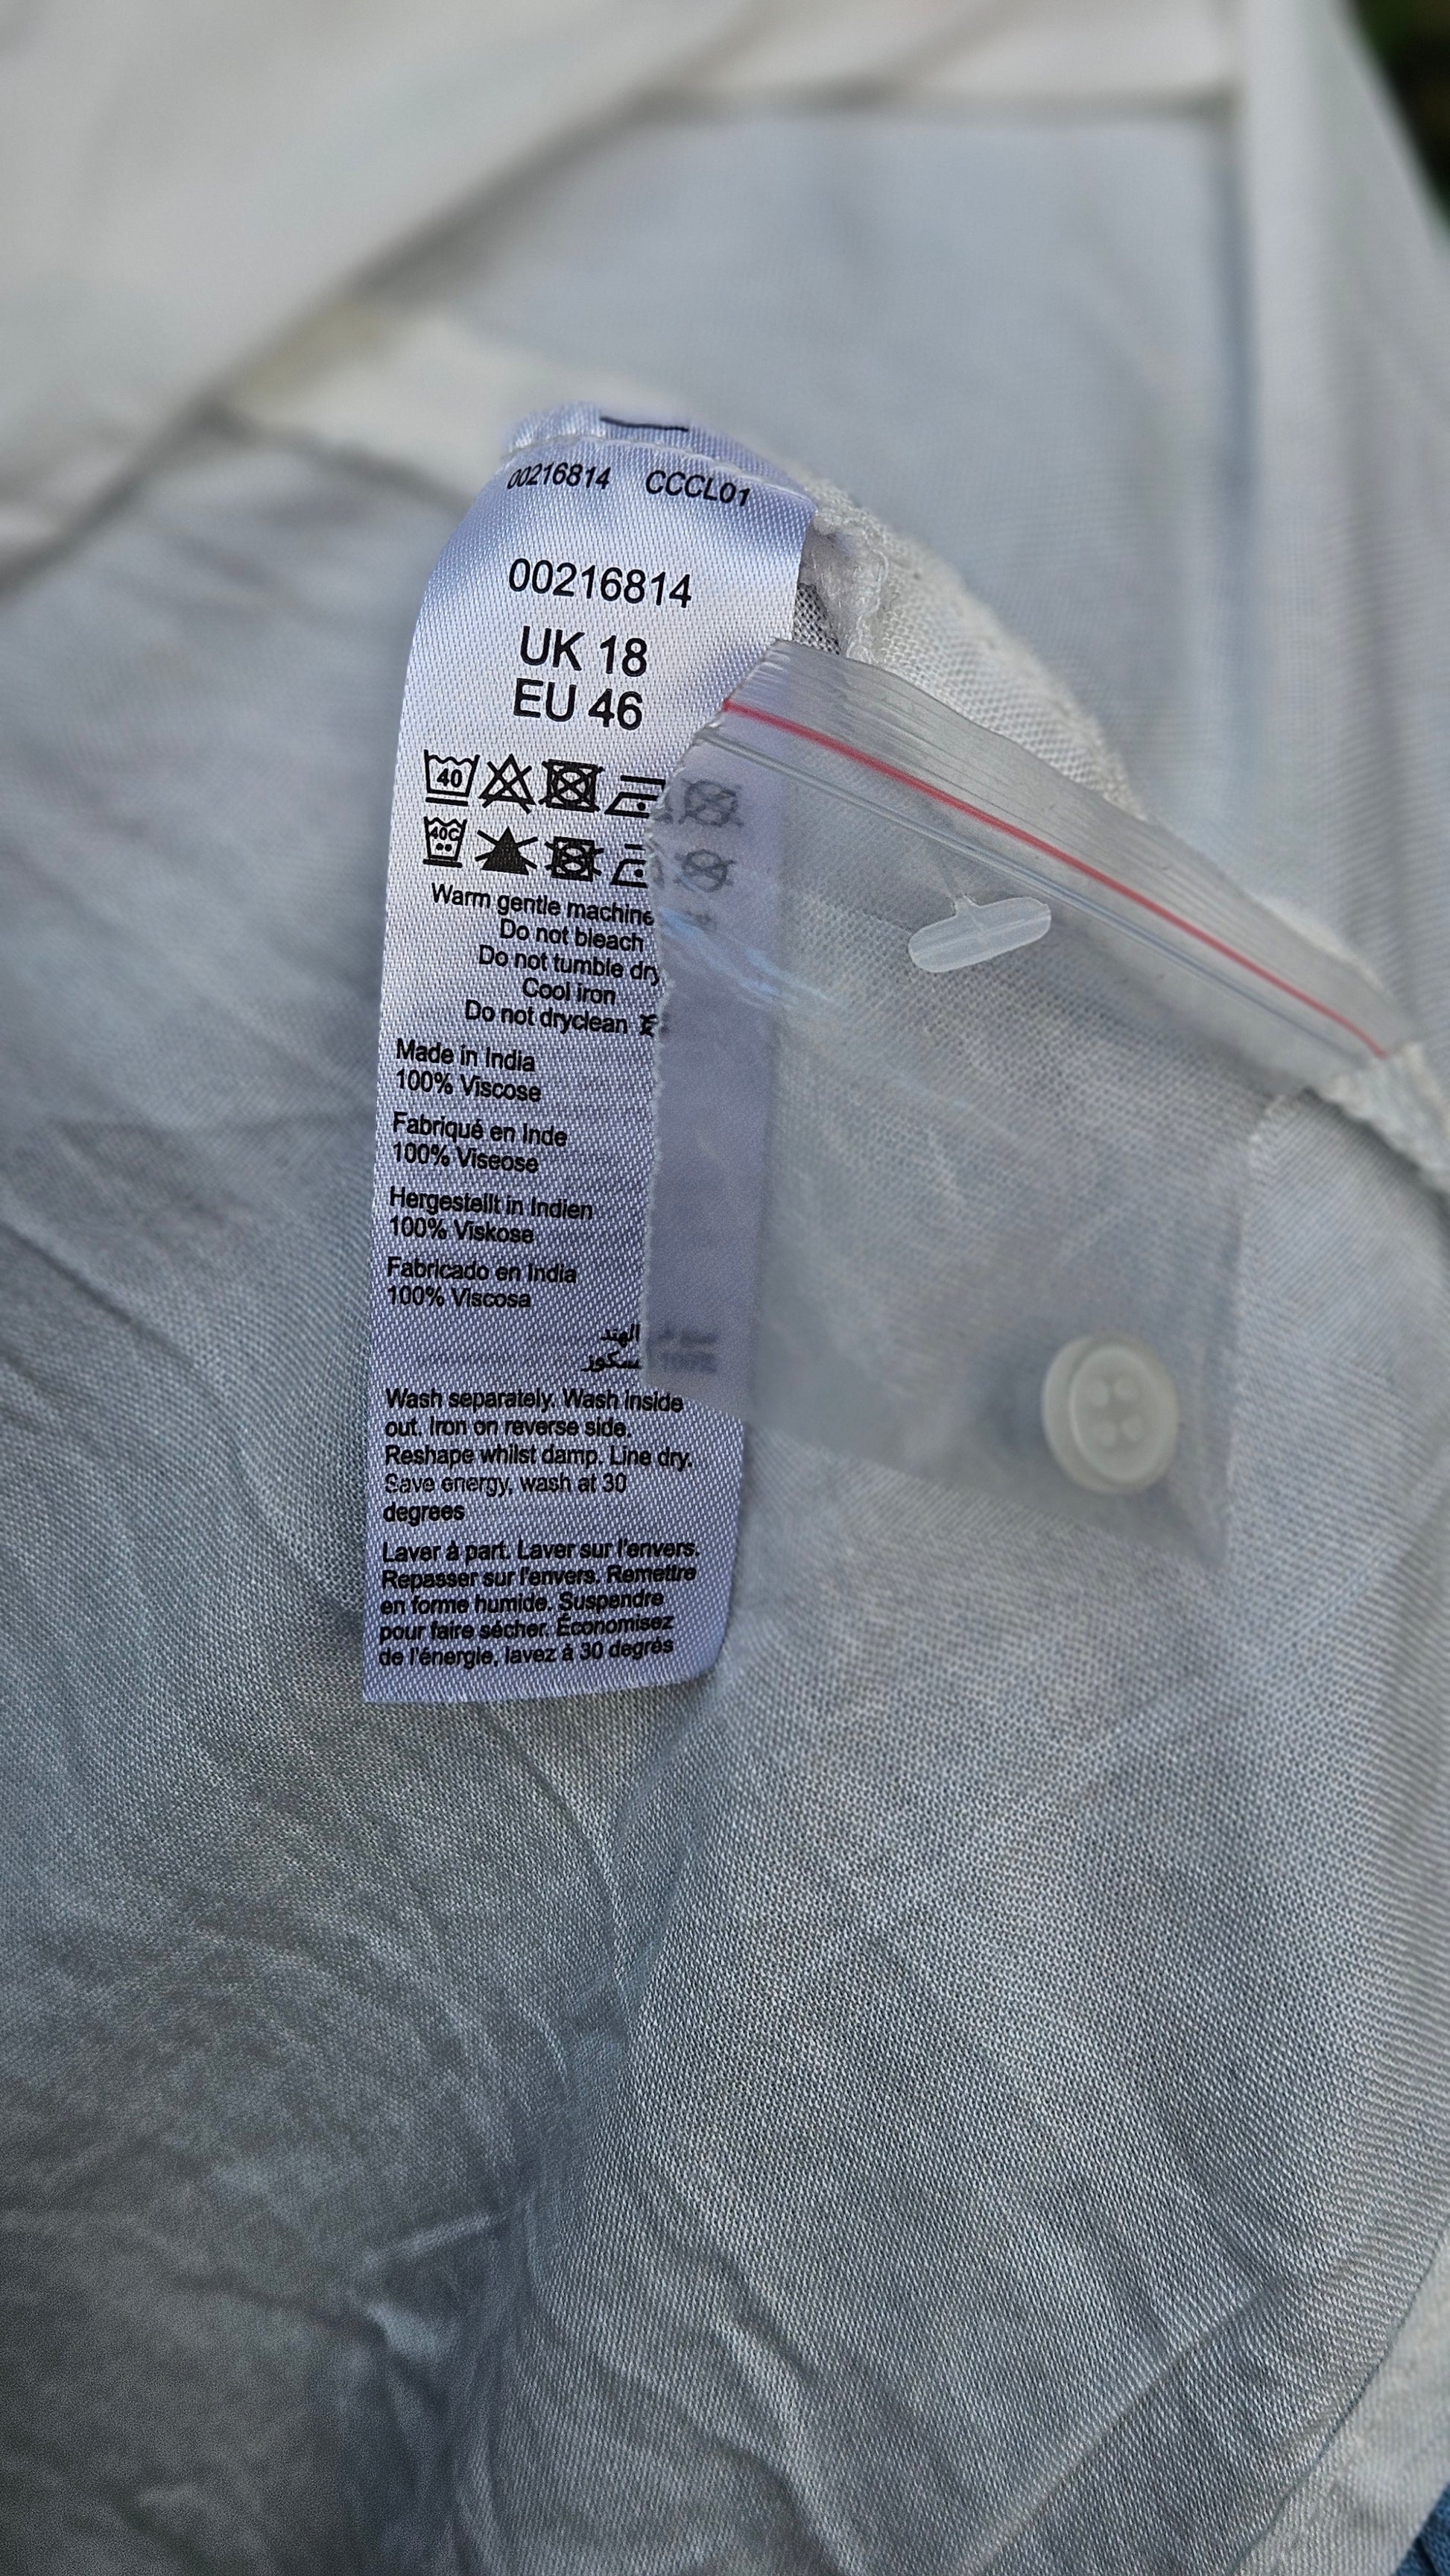 00216814 CCCL01
00216814
UK 18
EU 46
40
40C
Warm gentle machine
Do not bleach
Do not tumble dry
Cool iron
Do not dryclean
Made in India
100% Viscose
Fabriqué en Inde
100% Viseose
Hergestellt in Indien
100% Viskose
Fabricado en India
100% Viscosa
الهند
Wash separately. Wash inside
out. Iron on reverse side.
Reshape whilst damp. Line dry.
Save energy, wash at 30
degrees
Laver à part. Laver sur l'envers.
Repasser sur l'envers. Remettre
en forme humide. Suspendre
pour faire sécher. Économisez
de l'énergie, lavez à 30 degrés